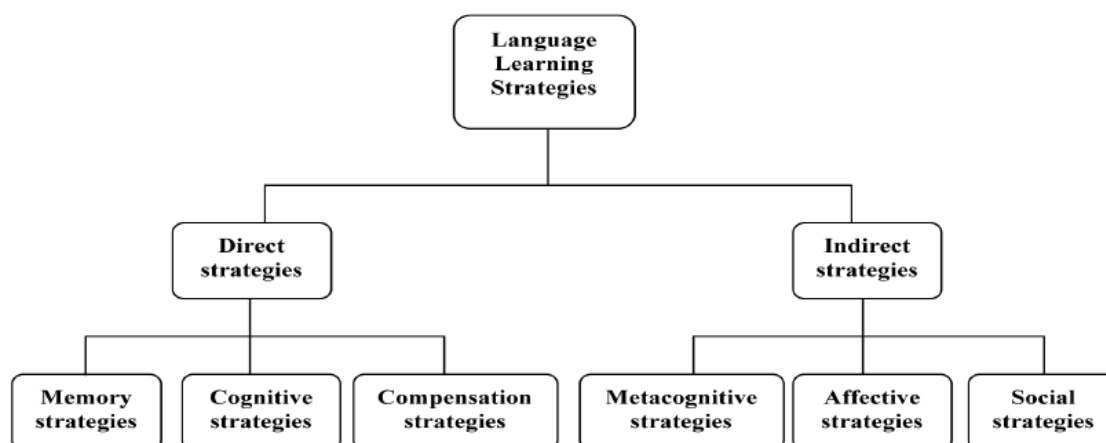 Language
Learning
Strategies
Direct
strategies
Indirect
strategies
Memory
strategies
Cognitive
strategies
Compensation
strategies
Metacognitive
strategies
Affective
strategies
Social
strategies